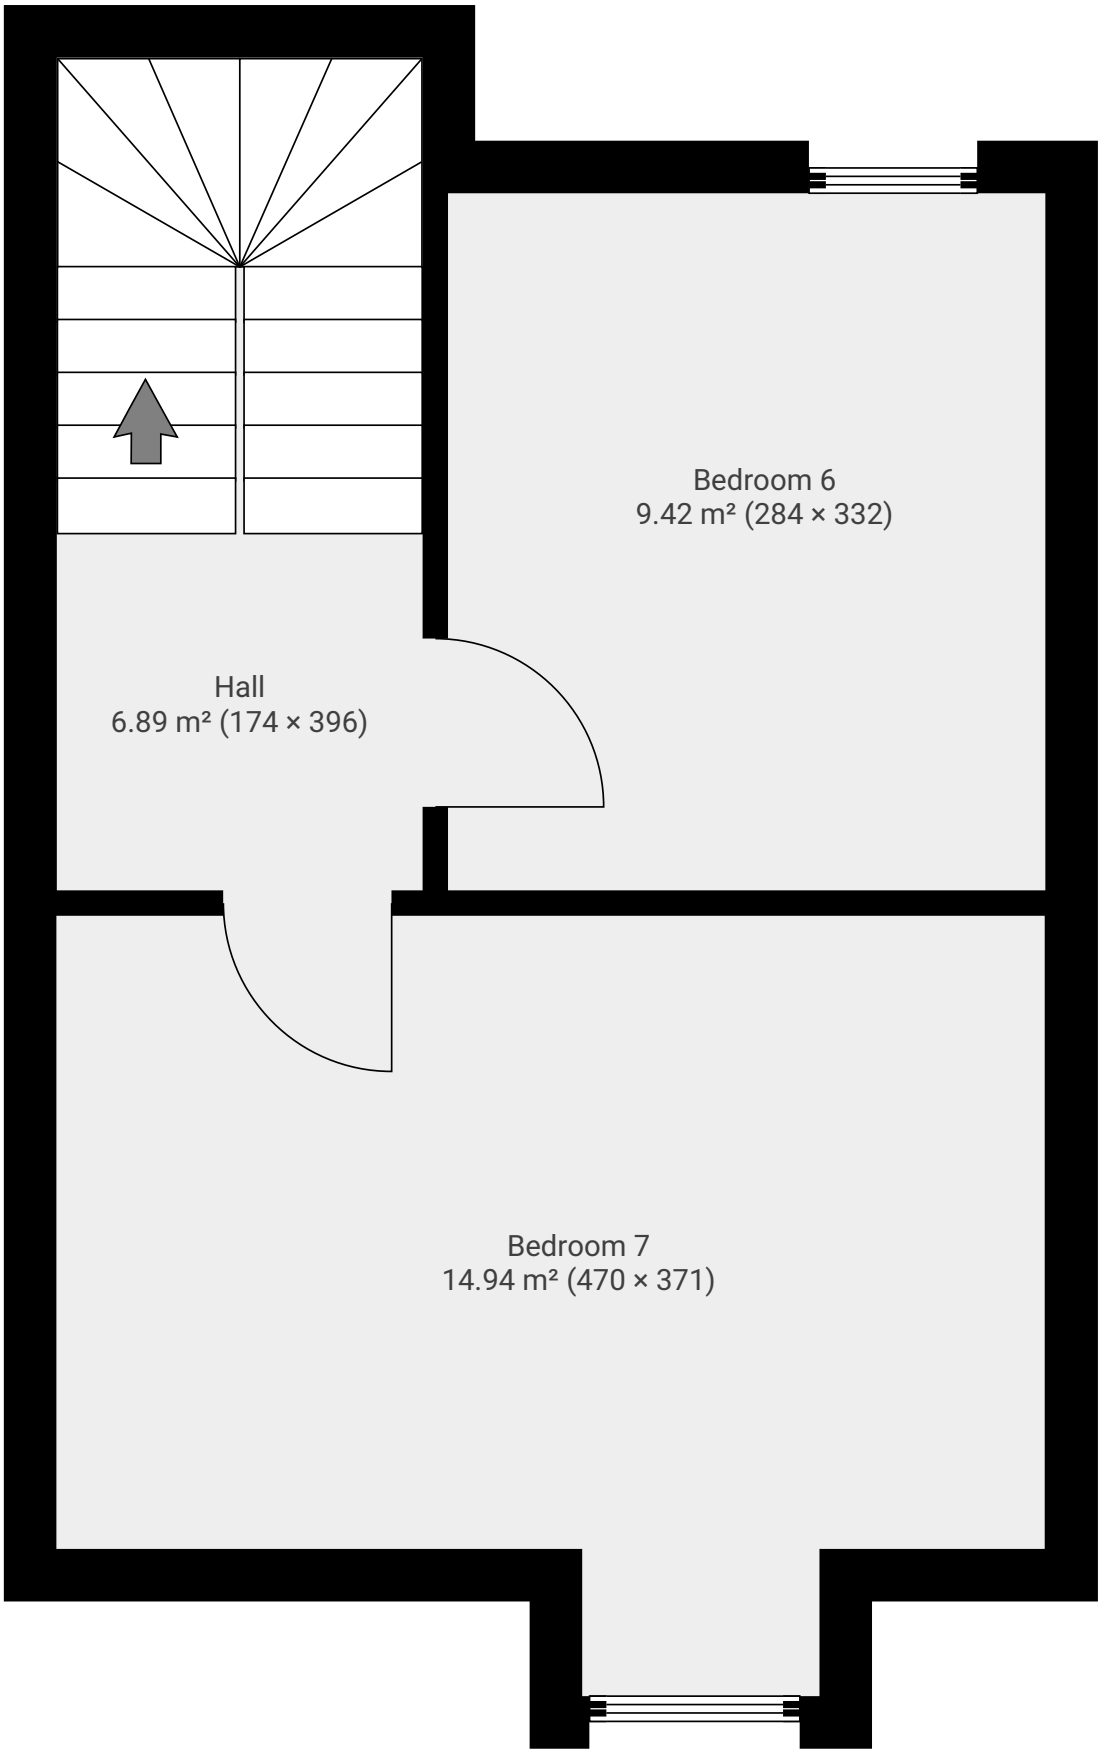 Bedroom 6
9.42 m² (284 × 332)
Hall
6.89 m² (174 × 396)
Bedroom 7
14.94 m² (470 × 371)